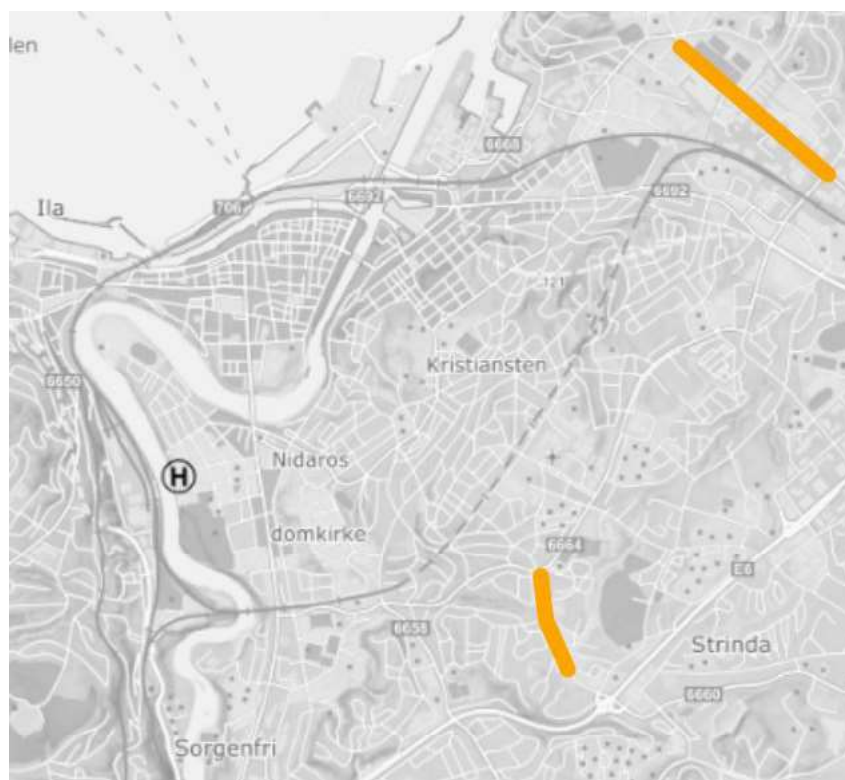 len
6668
6692
6692
Ila
706
121
Kristiansten
6650
Nidaros
H
domkirke
6664
E6
6658
Strinda
6660
Sorgenfri